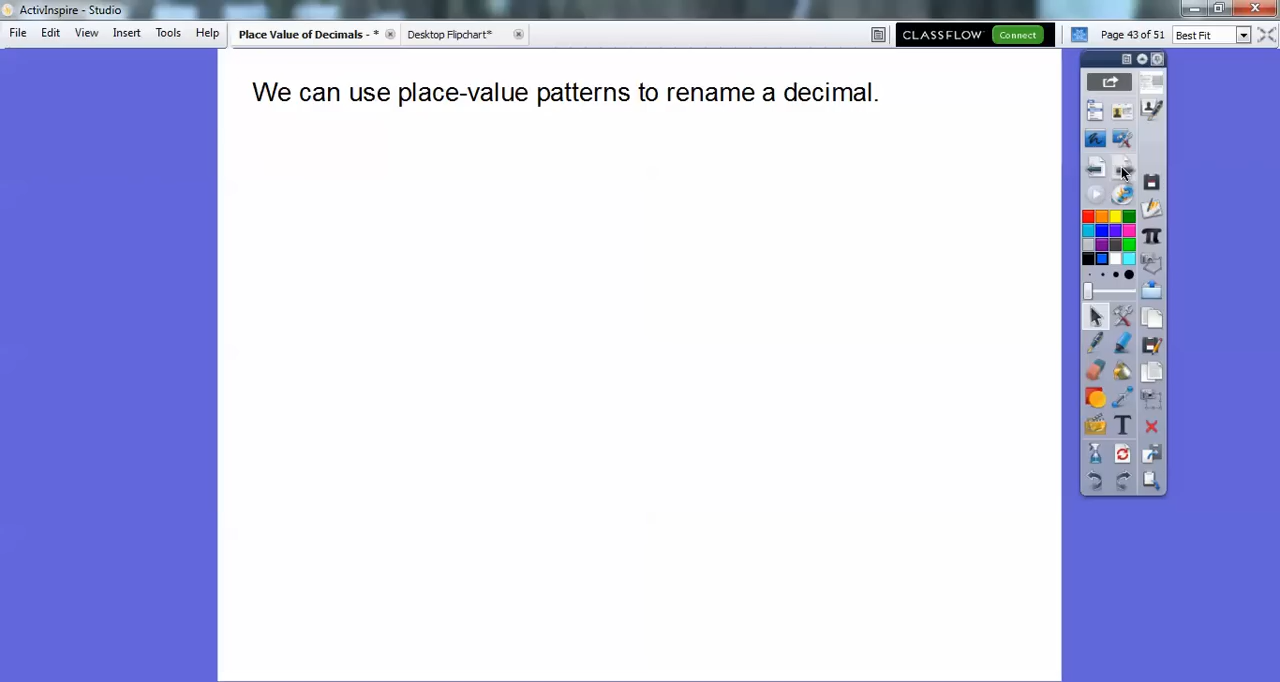 ActivInspire - Studio
File Edit View Insert Tools Help Place Value of Decimals - * Desktop Flipchart* CLASSFLOW Connect Page 43 of 51 Best Fit
We can use place-value patterns to rename a decimal.